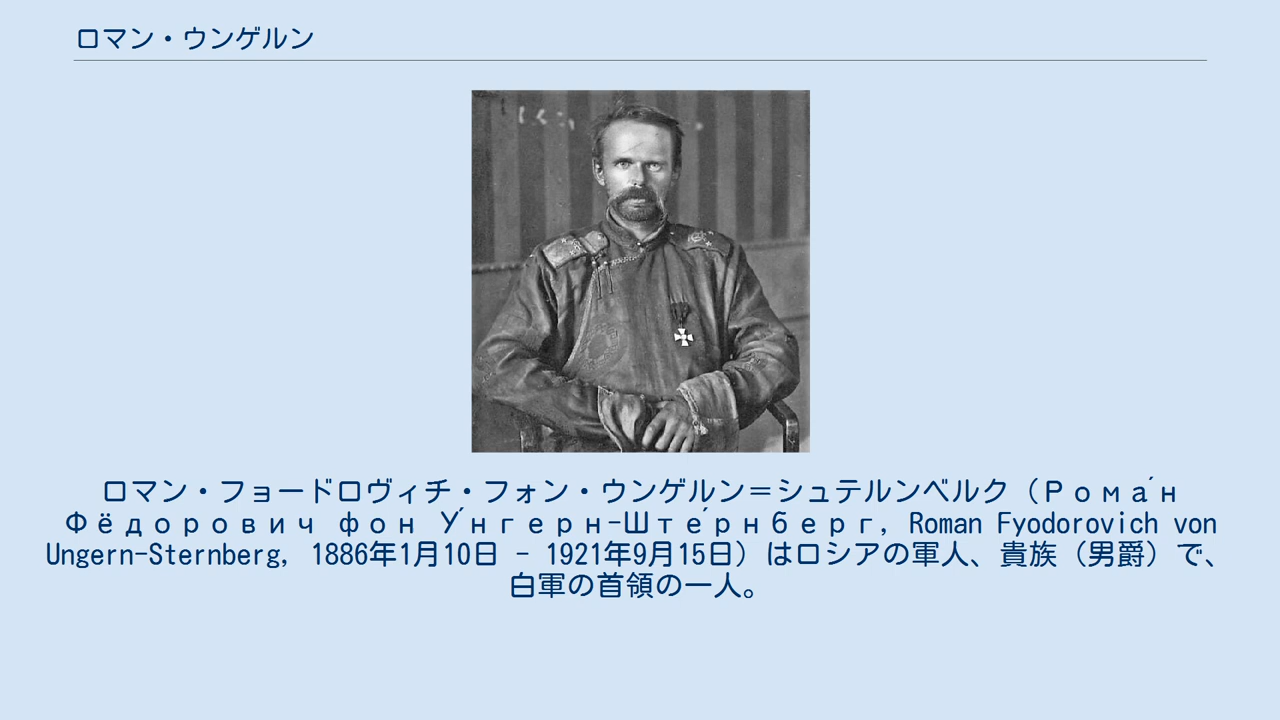 ロマン・ウンゲルン
ロマン・フョードロヴィチ・フォン・ウンゲルン＝シュテルンベルク（Рома́н
Фёдорович фон У́нгерн-Ште́рнберг, Roman Fyodorovich von
Ungern-Sternberg, 1886年1月10日 - 1921年9月15日）はロシアの軍人、貴族（男爵）で、
白軍の首領の一人。